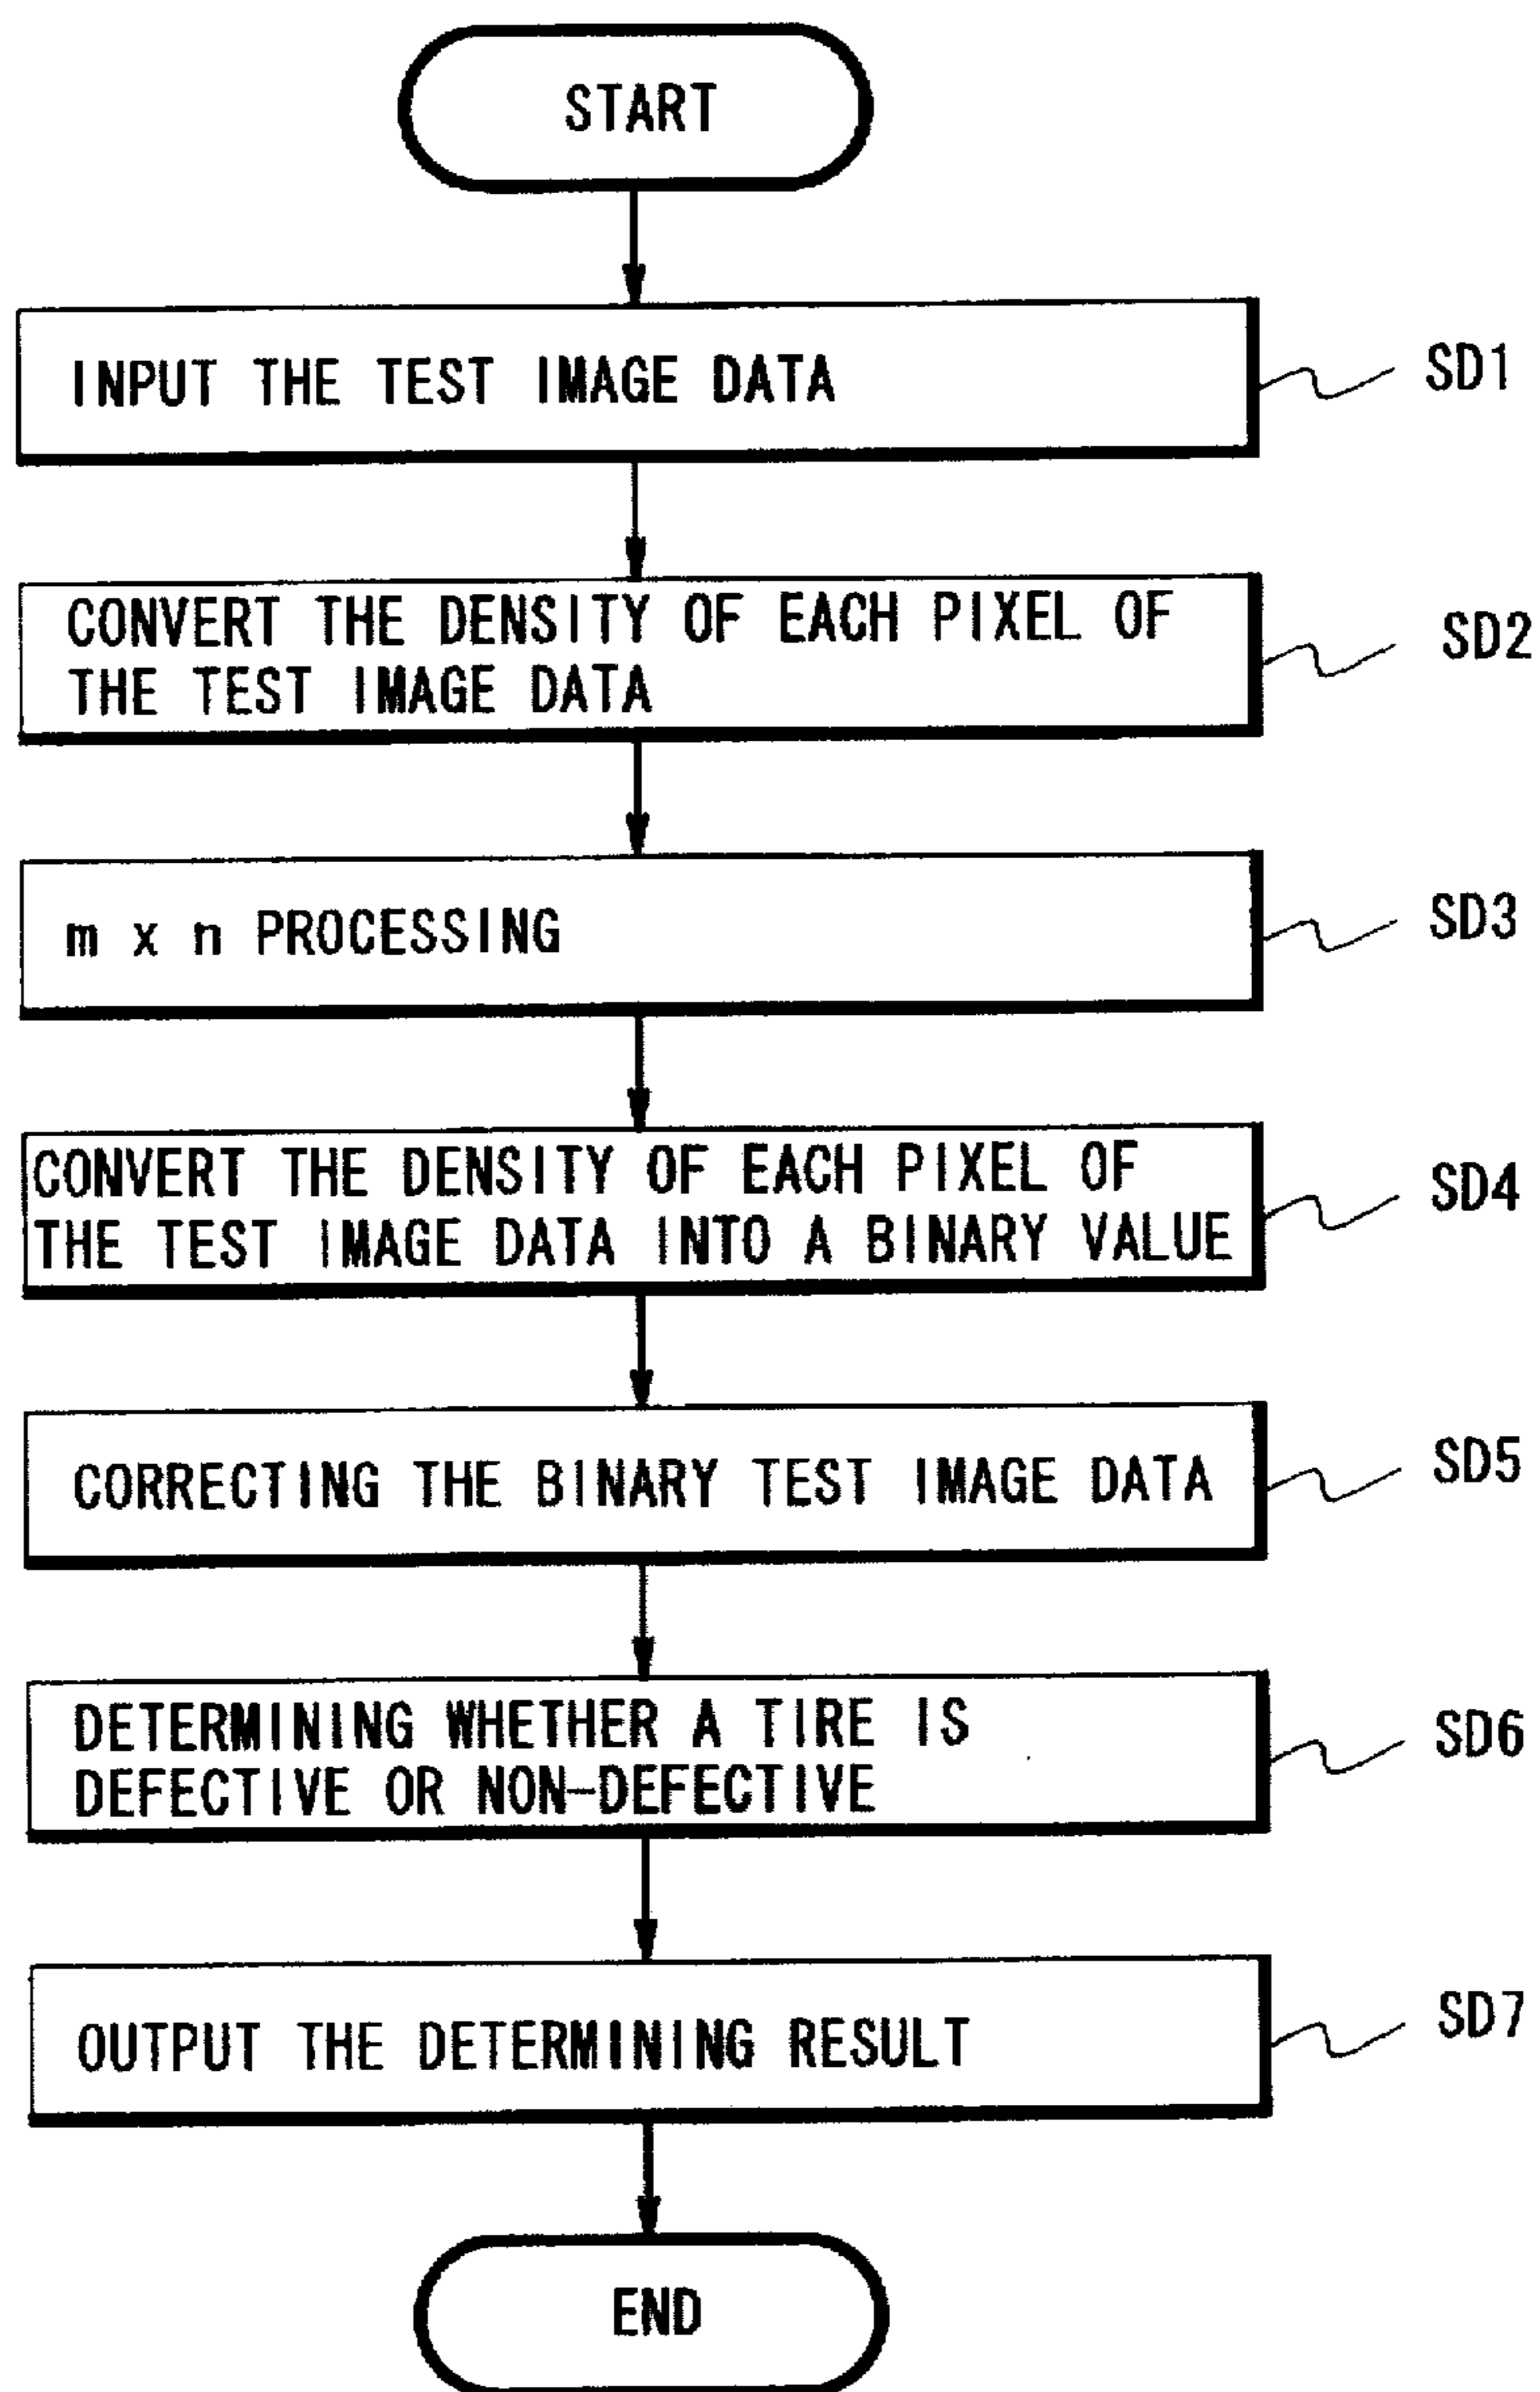 START
INPUT THE TEST IMAGE DATA
SD1
CONVERT THE DENSITY OF EACH PIXEL OF
THE TEST IMAGE DATA
SD2
m x n PROCESSING
SD3
CONVERT THE DENSITY OF EACH PIXEL OF
THE TEST IMAGE DATA INTO A BINARY VALUE
SD4
CORRECTING THE BINARY TEST IMAGE DATA
SD5
DETERMINING WHETHER A TIRE IS
DEFECTIVE OR NON-DEFECTIVE
SD6
OUTPUT THE DETERMINING RESULT
SD7
END